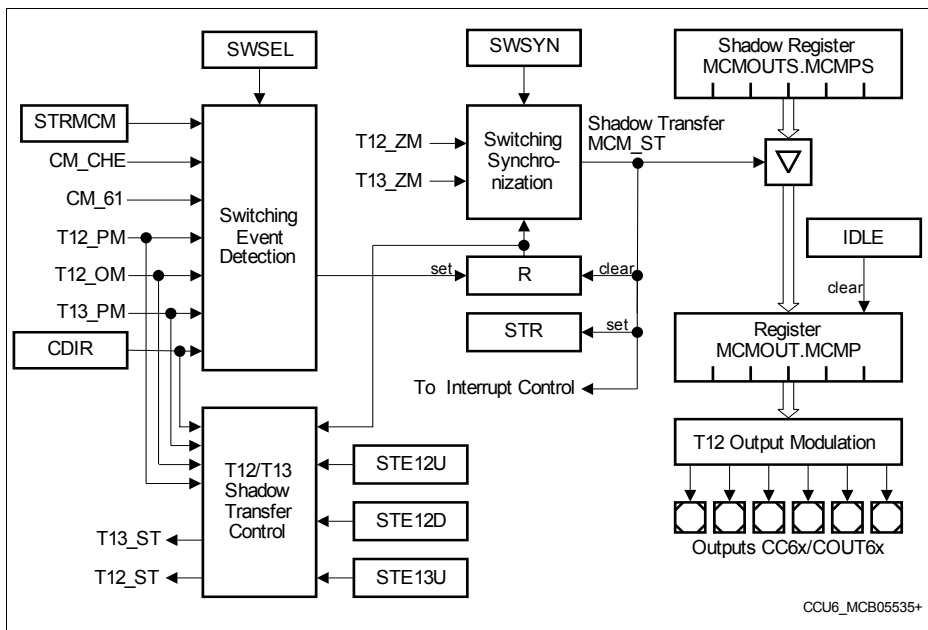 SWSEL
SWSYN
Shadow Register
MCMOUTS.MCMPS
STRMCM
CM_CHE
CM_61
T12_PM
T12_OM
T13_PM
CDIR
Switching
Event
Detection
T12_ZM
T13_ZM
Switching
Synchro-
nization
Shadow Transfer
MCM_ST
IDLE
clear
set
R
clear
STR
set
To Interrupt Control
Register
MCMOUT.MCMP
T12 Output Modulation
Outputs CC6x/COUT6x
T12/T13
Shadow
Transfer
Control
STE12U
STE12D
STE13U
T13_ST
T12_ST
CCU6_MCB05535+